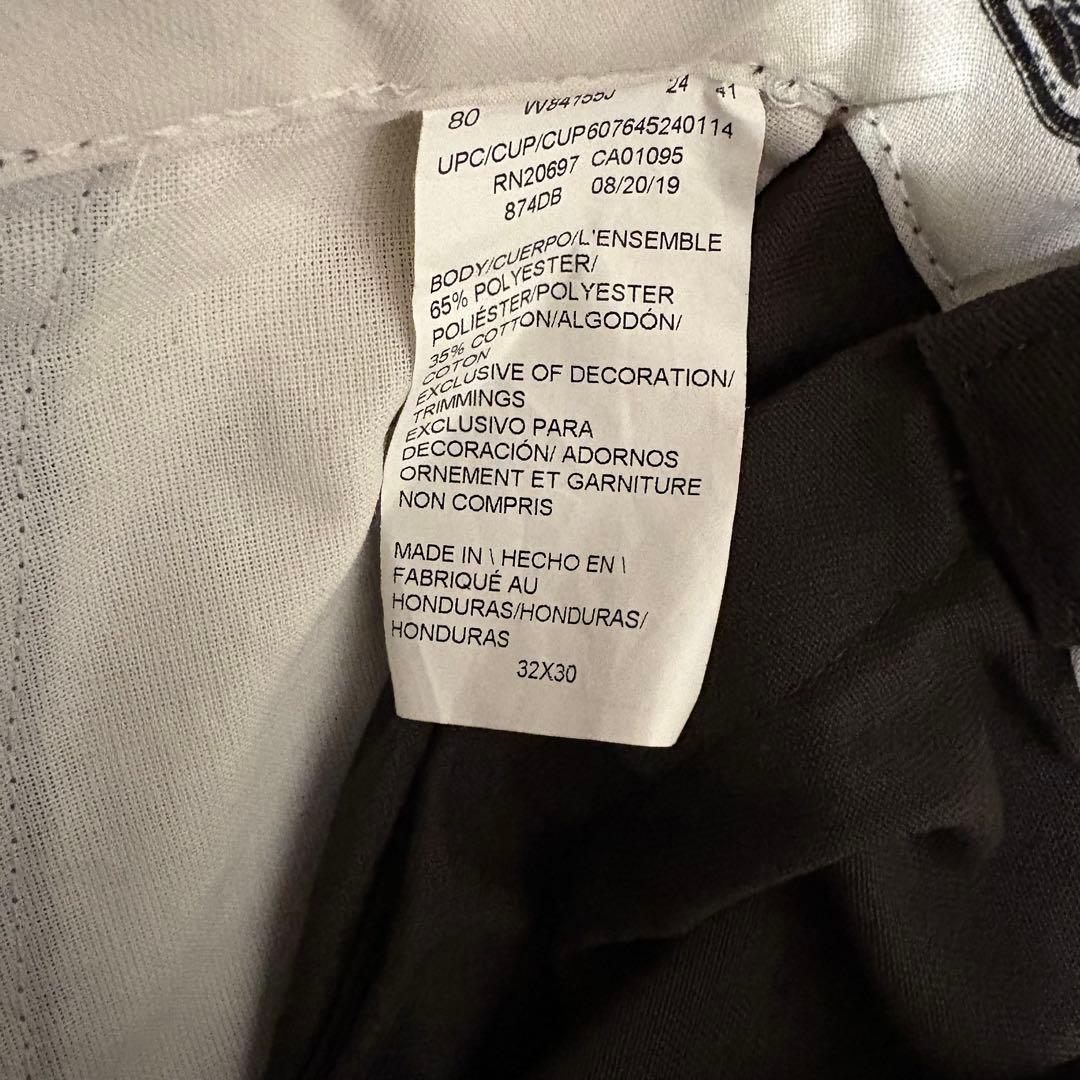 80 24 41
UPC/CUP/CUP607645240114
RN20697 CA01095
874DB 08/20/19
BODY/CUERPO/L'ENSEMBLE
65% POLYESTER/
POLIÉSTER/POLYESTER
35% COTTON/ALGODÓN/
COTON
EXCLUSIVE OF DECORATION/
TRIMMINGS
EXCLUSIVO PARA
DECORACIÓN/ ADORNOS
ORNEMENT ET GARNITURE
NON COMPRIS
MADE IN \ HECHO EN \
FABRIQUÉ AU
HONDURAS/HONDURAS/
HONDURAS
32X30